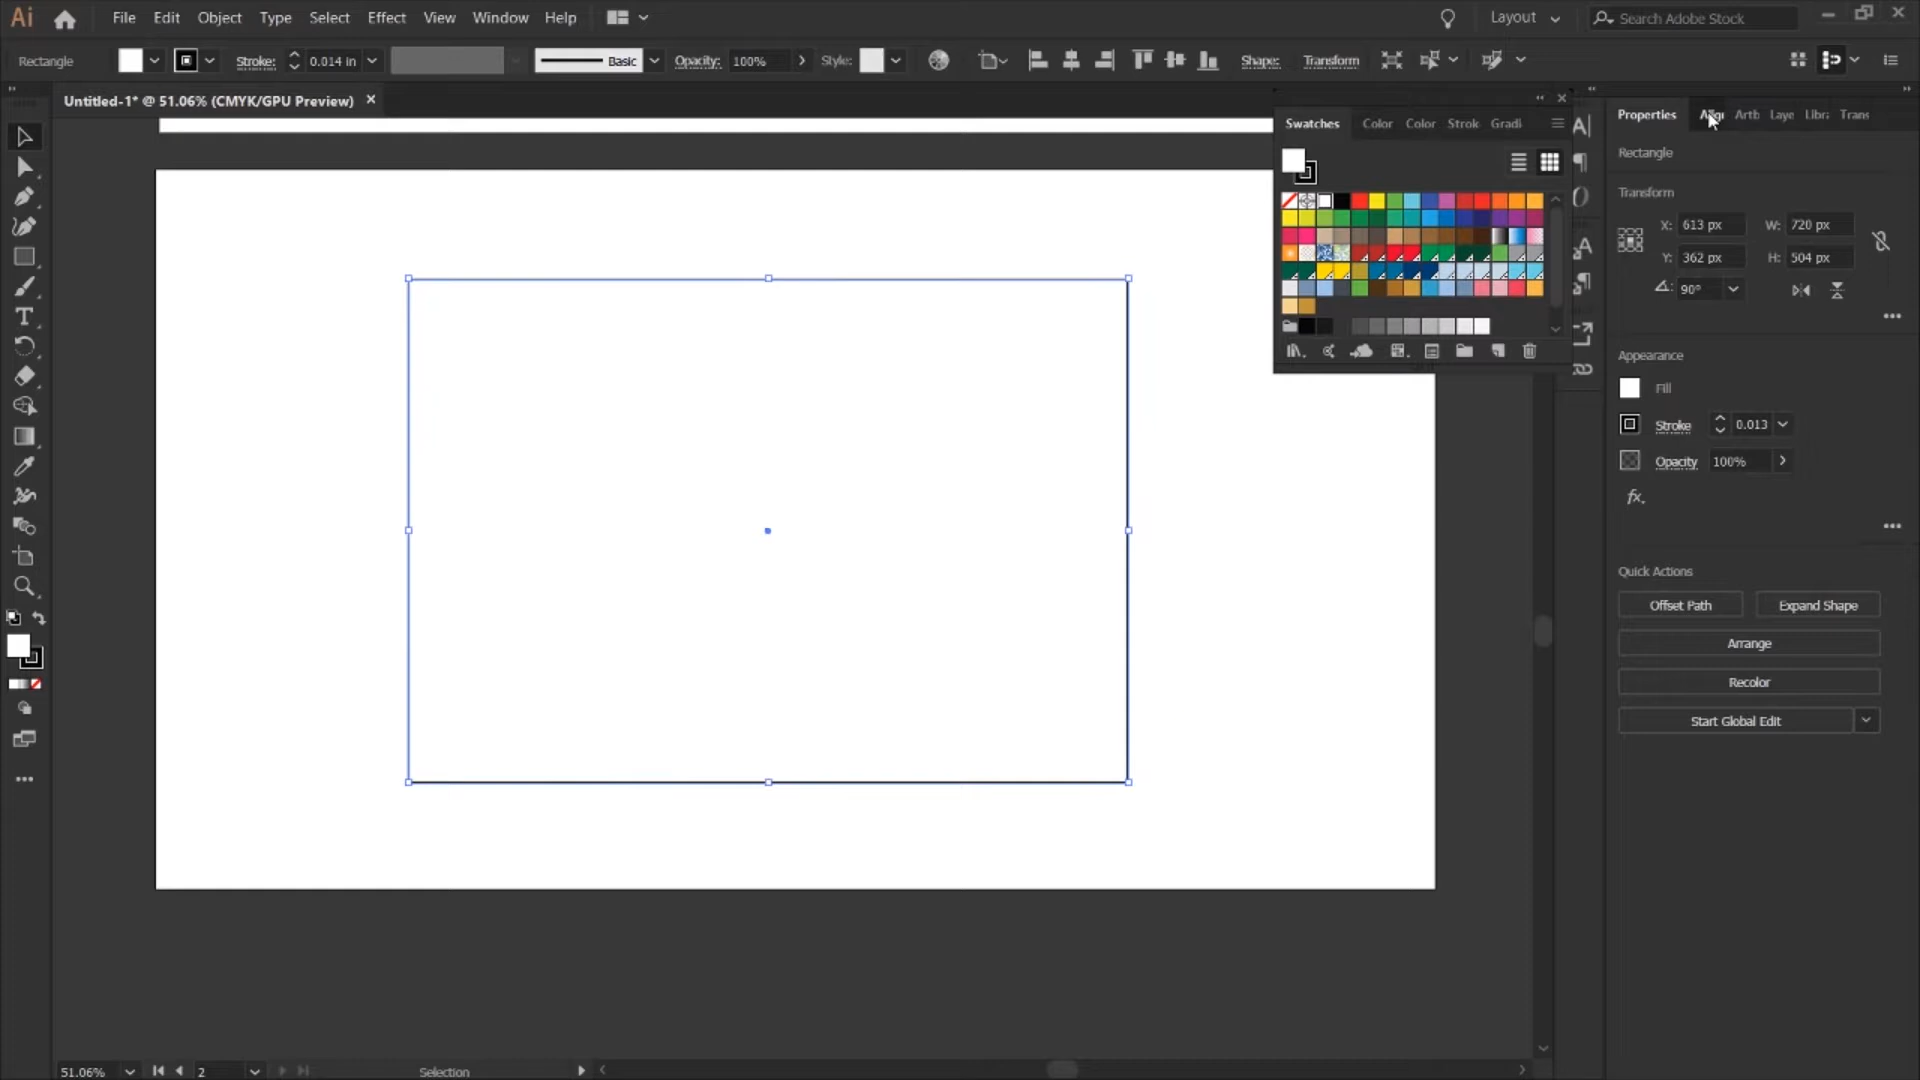 Ai File Edit Object Type Select Effect View Window Help Layout Search Adobe Stock
Rectangle Stroke: 0.014 in Basic Opacity: 100% Style: Shape: Transform
Untitled-1* @ 51.06% (CMYK/GPU Preview)
Swatches Color Color Strok Gradi
Properties Artb Laye Libra Trans
Rectangle
Transform
X: 613 px W: 720 px
Y: 362 px H: 504 px
90°
Appearance
Fill
Stroke 0.013
Opacity 100%
fx.
Quick Actions
Offset Path Expand Shape
Arrange
Recolor
Start Global Edit
51.06% 2 Selection